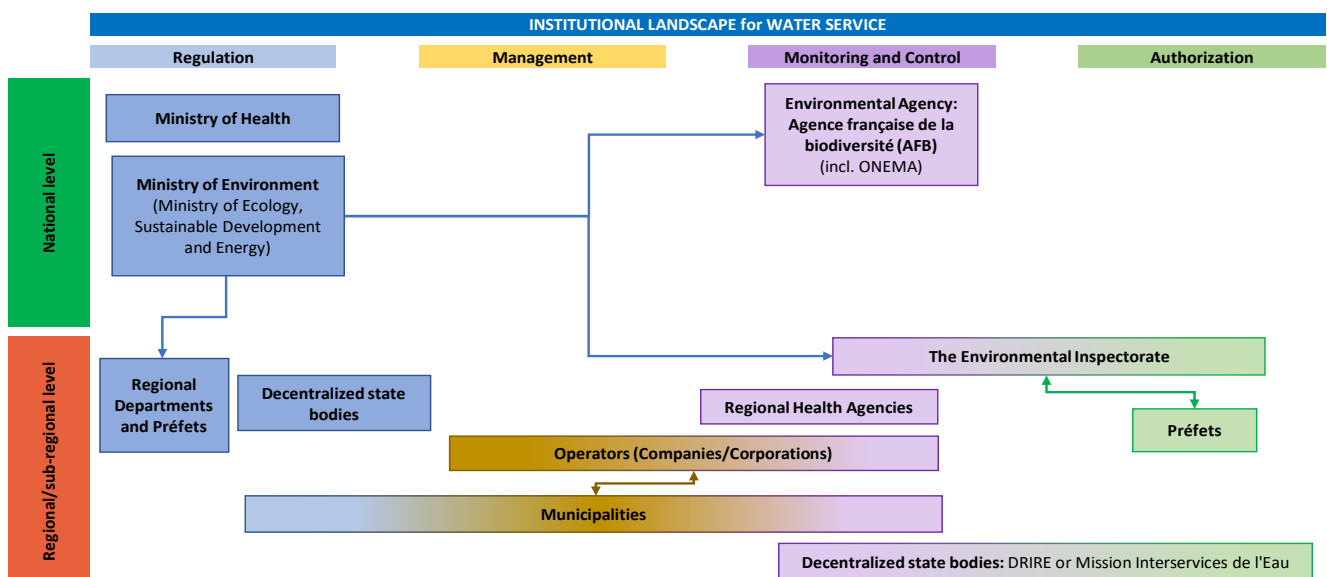 INSTITUTIONAL LANDSCAPE for WATER SERVICE
Regulation
Management
Monitoring and Control
Authorization
National level
Ministry of Health
Environmental Agency:
Agence française de la
biodiversité (AFB)
(incl. ONEMA)
Ministry of Environment
(Ministry of Ecology,
Sustainable Development
and Energy)
Regional/sub-regional level
The Environmental Inspectorate
Regional
Departments
and Préfets
Decentralized state
bodies
Regional Health Agencies
Préfets
Operators (Companies/Corporations)
Municipalities
Decentralized state bodies: DRIRE or Mission Interservices de l'Eau